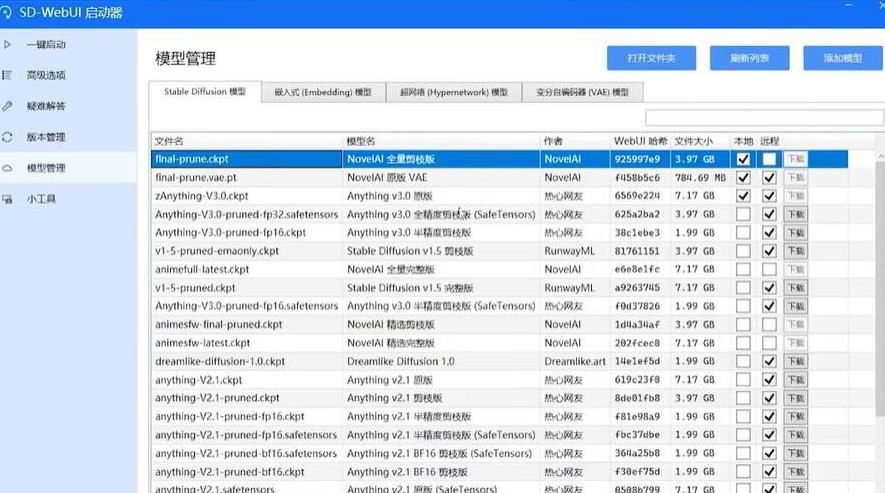 SD-WebUI 启动器
一键启动
高级选项
疑难解答
版本管理
模型管理
小工具
模型管理
打开文件夹 刷新列表 添加模型
Stable Diffusion 模型 嵌入式 (Embedding) 模型 超网络 (Hypernetwork) 模型 变分自编码器 (VAE) 模型
文件名 模型名 作者 WebUI 哈希 文件大小 本地 远程
final-prune.ckpt NovelAI 全量剪枝版 NovelAI 925997e9 3.97 GB 下载
final-prune.vae.pt NovelAI 原版 VAE NovelAI f458b5c6 784.69 MB 下载
zAnything-V3.0.ckpt Anything v3.0 原版 热心网友 6569e224 7.17 GB 下载
Anything-V3.0-pruned-fp32.safetensors Anything v3.0 全精度剪枝版 (SafeTensors) 热心网友 625a2ba2 3.97 GB 下载
Anything-V3.0-pruned-fp16.ckpt Anything v3.0 半精度剪枝版 热心网友 38c1ebe3 1.99 GB 下载
v1-5-pruned-emaonly.ckpt Stable Diffusion v1.5 剪枝版 RunwayML 81761151 3.97 GB 下载
animefull-latest.ckpt NovelAI 全量完整版 NovelAI e6e8e1fc 7.17 GB 下载
v1-5-pruned.ckpt Stable Diffusion v1.5 完整版 RunwayML a9263745 7.17 GB 下载
Anything-V3.0-pruned-fp16.safetensors Anything v3.0 半精度剪枝版 (SafeTensors) 热心网友 f0d37826 1.99 GB 下载
animesfw-final-pruned.ckpt NovelAI 精选剪枝版 NovelAI 1d4a34af 3.97 GB 下载
animesfw-latest.ckpt NovelAI 精选完整版 NovelAI 202fcec0 7.17 GB 下载
dreamlike-diffusion-1.0.ckpt Dreamlike Diffusion 1.0 Dreamlike.art 14e1ef5d 1.99 GB 下载
anything-V2.1.ckpt Anything v2.1 原版 热心网友 619c23f0 7.17 GB 下载
anything-V2.1-pruned.ckpt Anything v2.1 剪枝版 热心网友 8de01fb8 3.97 GB 下载
anything-V2.1-pruned-fp16.ckpt Anything v2.1 半精度剪枝版 热心网友 f81e98a9 1.99 GB 下载
anything-V2.1-pruned-fp16.safetensors Anything v2.1 半精度剪枝版 (SafeTensors) 热心网友 fbc37dbe 1.99 GB 下载
anything-V2.1-pruned-bf16.safetensors Anything v2.1 BF16 剪枝版 (SafeTensors) 热心网友 364a25b8 1.99 GB 下载
anything-V2.1-pruned-bf16.ckpt Anything v2.1 BF16 剪枝版 热心网友 f30ef75d 1.99 GB 下载
anything-V2.1.safetensors Anything v2.1 原版 (SafeTensors) 热心网友 0508b799 7.17 GB 下载